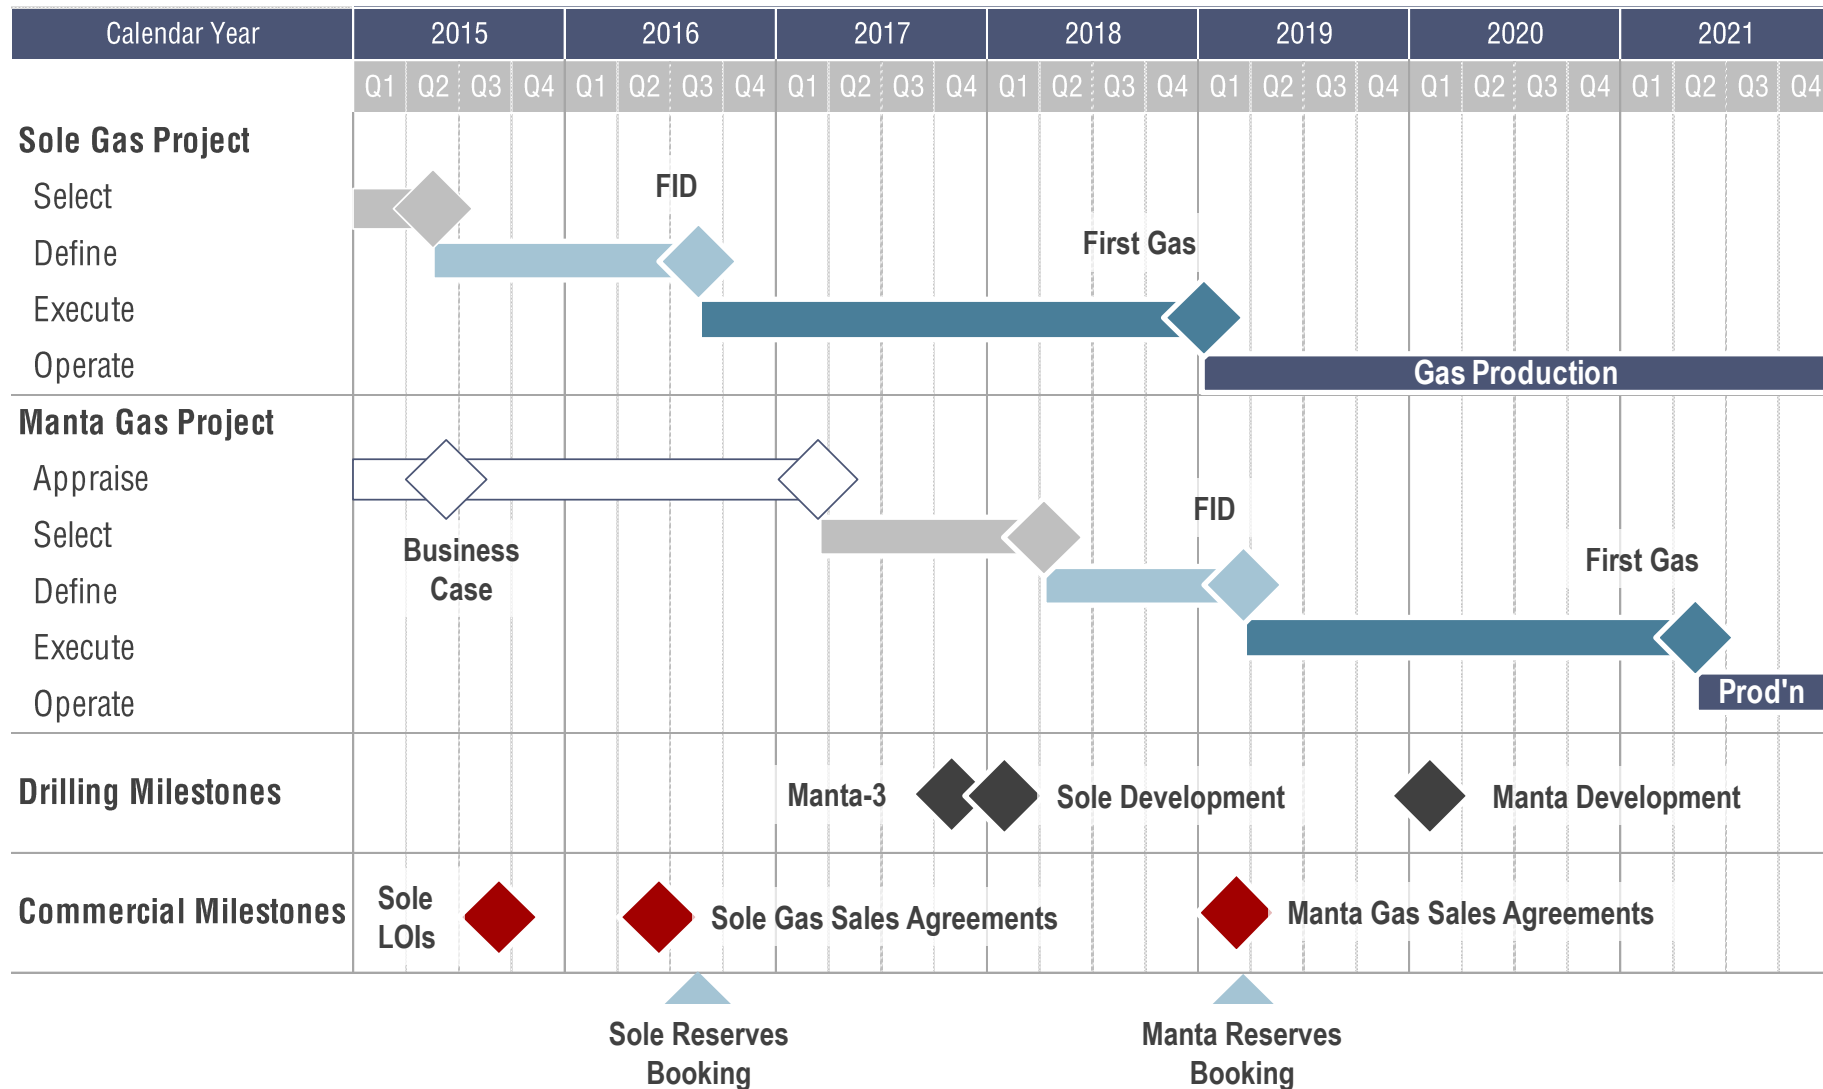 Calendar Year 2015 2016 2017 2018 2019 2020 2021
Q1 Q2 Q3 Q4 Q1 Q2 Q3 Q4 Q1 Q2 Q3 Q4 Q1 Q2 Q3 Q4 Q1 Q2 Q3 Q4 Q1 Q2 Q3 Q4 Q1 Q2 Q3 Q4
Sole Gas Project
Select
FID
Define
First Gas
Execute
Operate
Gas Production
Manta Gas Project
Appraise
Select
FID
Business
Case
First Gas
Define
Execute
Operate
Prod'n
Drilling Milestones
Manta-3
Sole Development
Manta Development
Commercial Milestones
Sole
LOIs
Sole Gas Sales Agreements
Manta Gas Sales Agreements
Sole Reserves
Booking
Manta Reserves
Booking